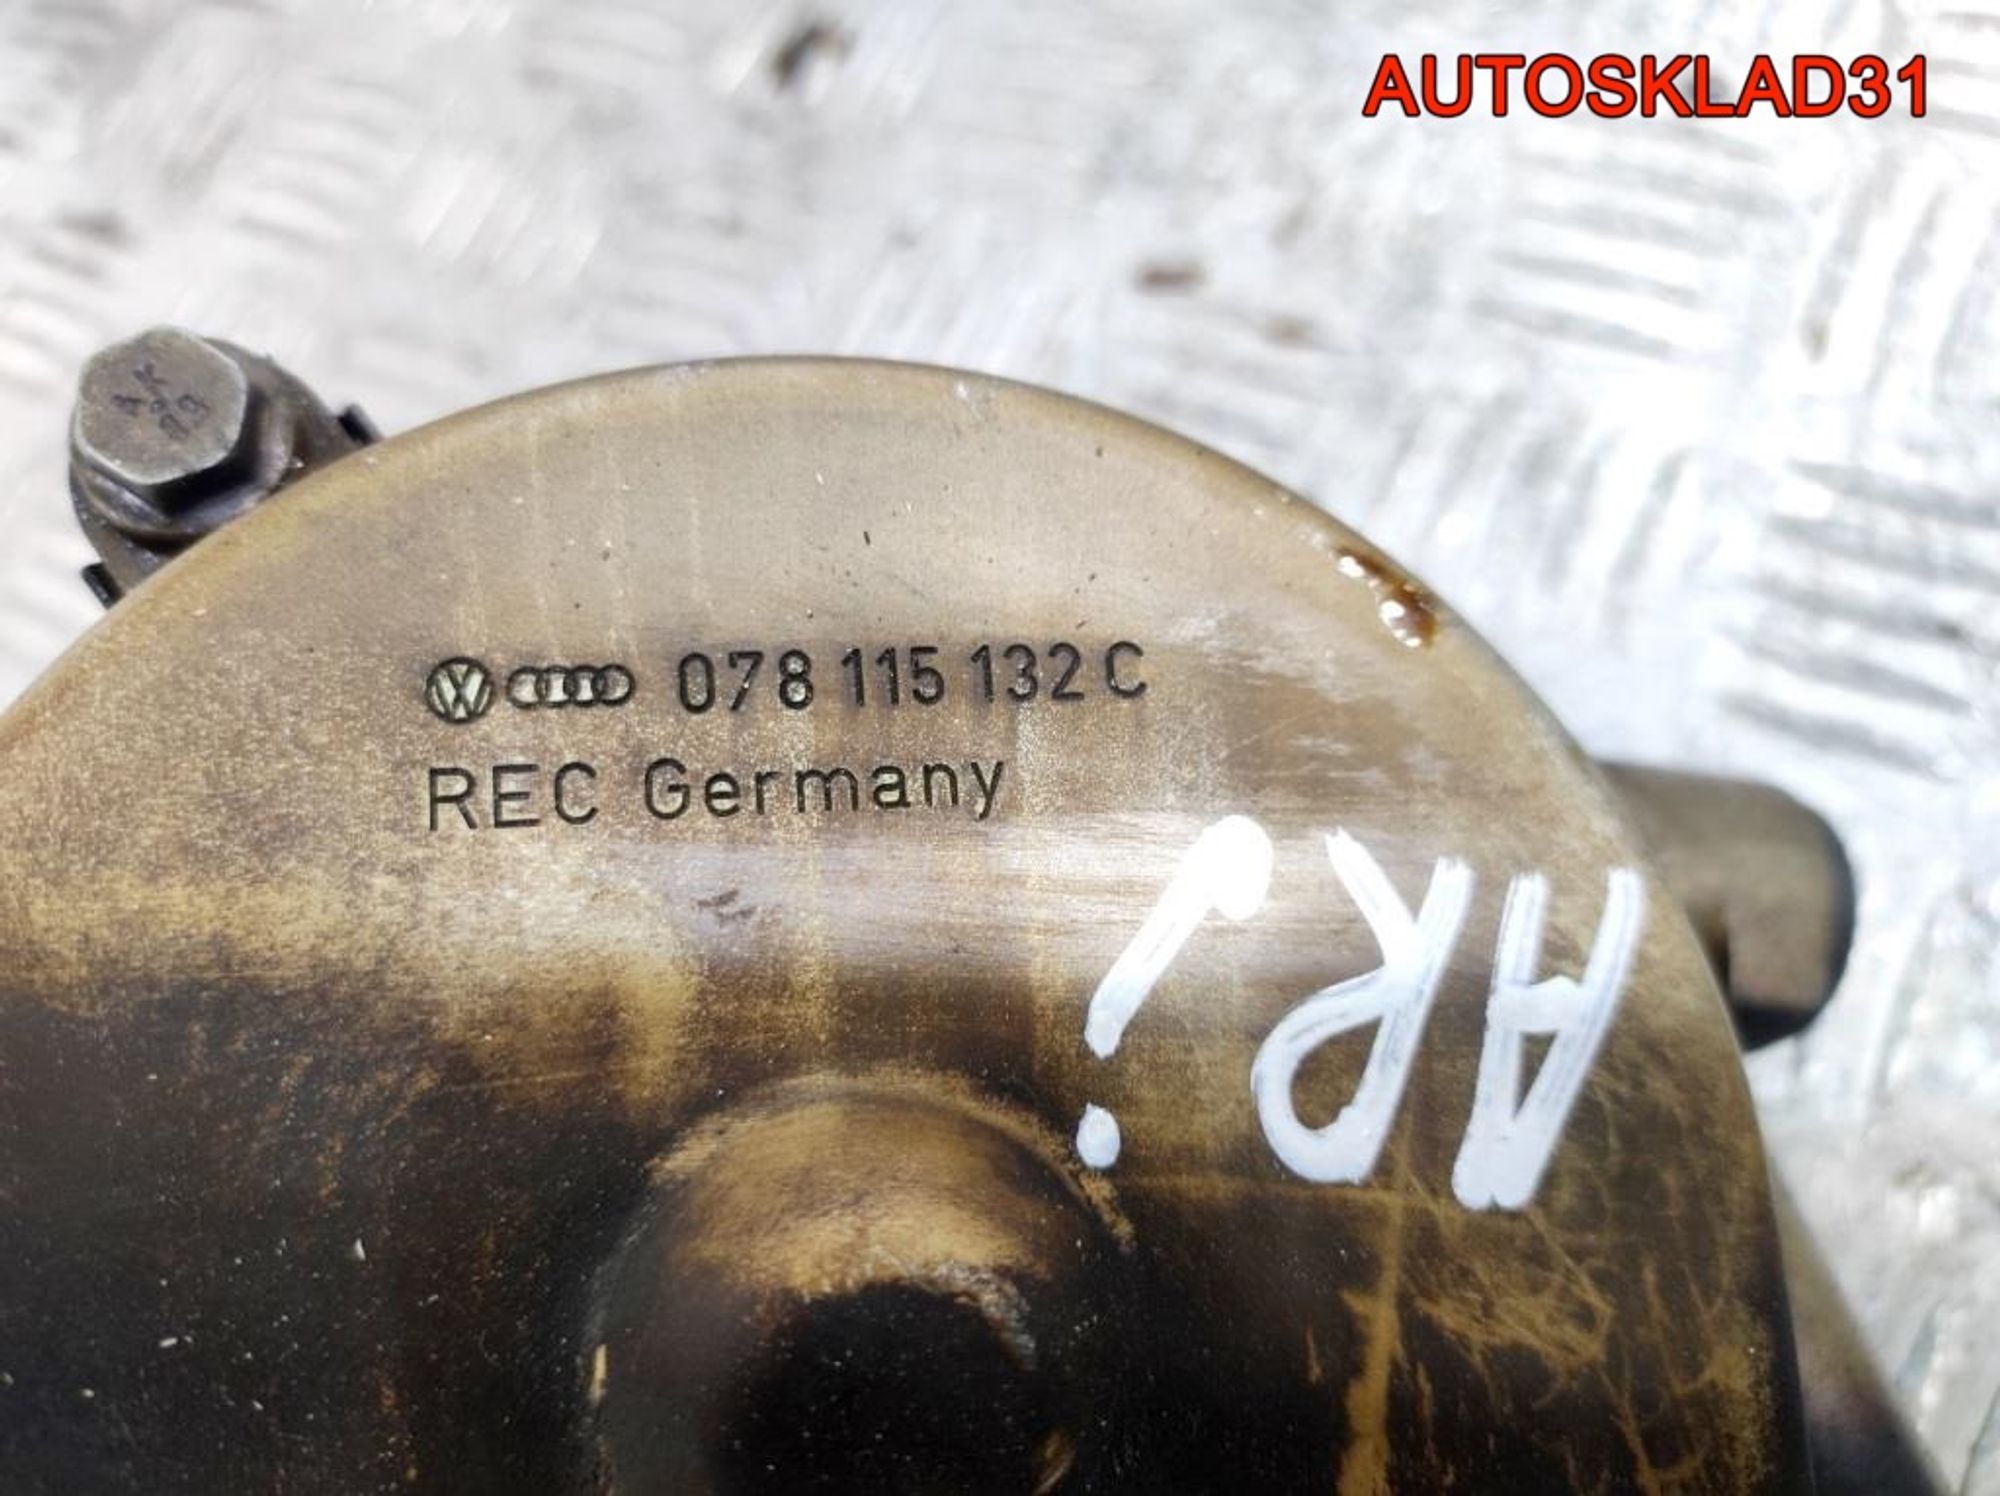 AUTOSKLAD31
078 115 132 C
REC Germany
AR!